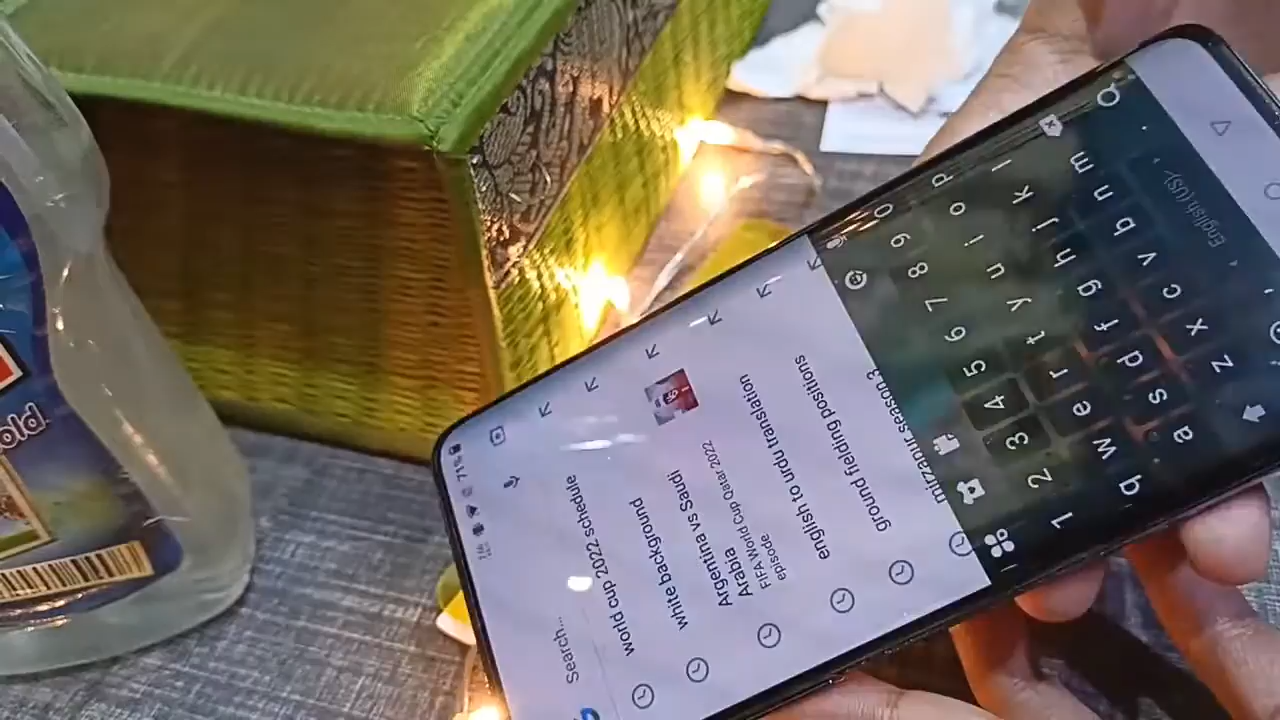 71%
Search...
world cup 2022 schedule
white background
Argentina vs Saudi
Arabia
FIFA World Cup Qatar 2022
episode
english to urdu translation
ground fielding positions
mirzapur season 3
1 2 3 4 5 6 7 8 9 0
q w e r t y u i o p
a s d f g h j k l
z x c v b n m
English (US)
old